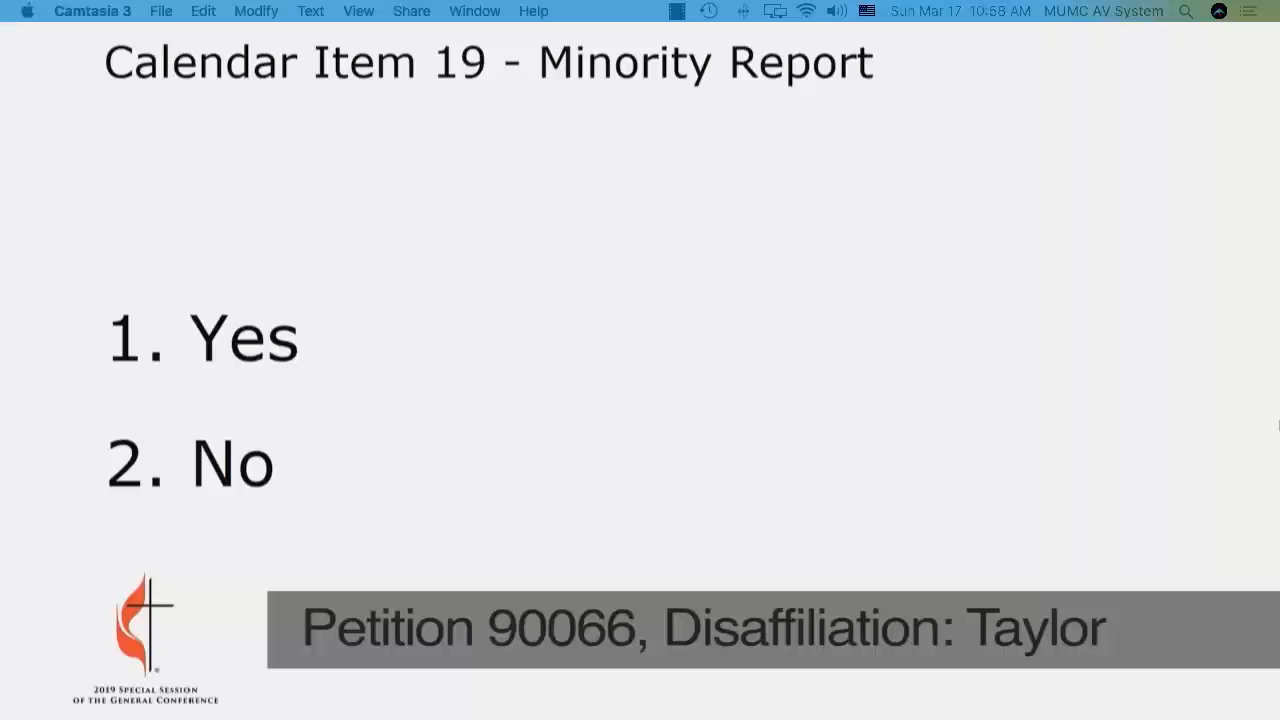 Camtasia 3 File Edit Modify Text View Share Window Help Sun Mar 17 10:58 AM MUMC AV System
Calendar Item 19 - Minority Report
1. Yes
2. No
Petition 90066, Disaffiliation: Taylor
2019 Special Session
of the General Conference